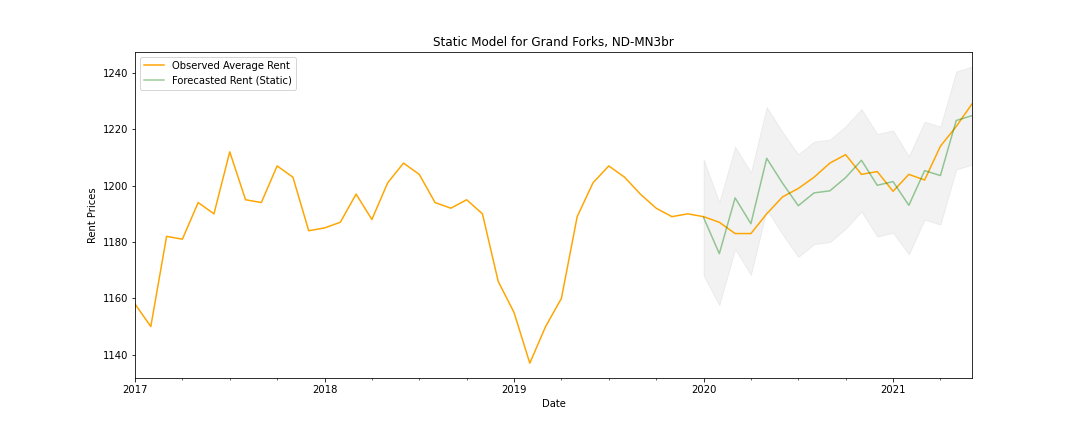 Static Model for Grand Forks, ND-MN3br
Observed Average Rent
Forecasted Rent (Static)
Rent Prices
1240
1220
1200
1180
1160
1140
2017 2018 2019 2020 2021
Date